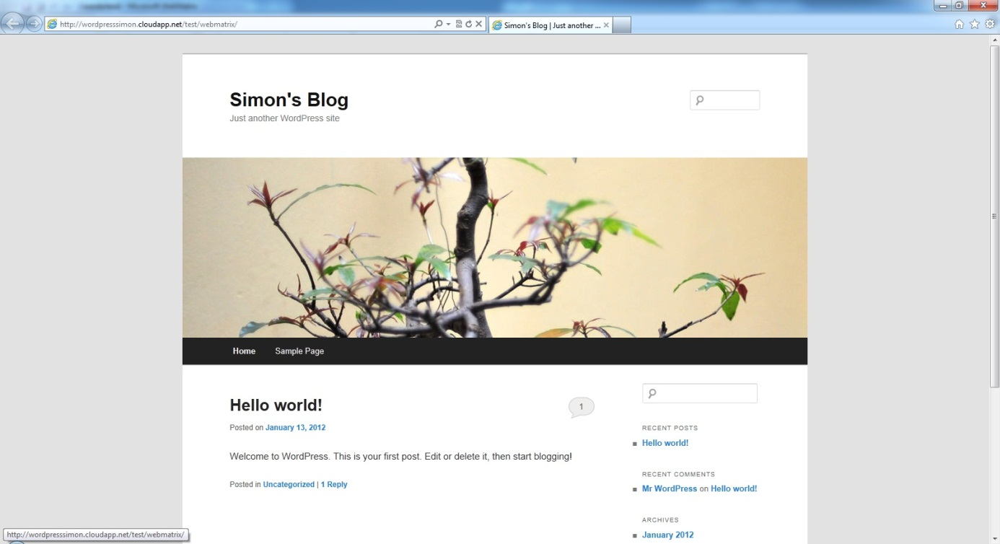 http://wordpresssimon.cloudapp.net/test/webmatrix/
Simon's Blog | Just another ...
Simon's Blog
Just another WordPress site
Home
Sample Page
Hello world!
1
Posted on January 13, 2012
Welcome to WordPress. This is your first post. Edit or delete it, then start blogging!
Posted in Uncategorized | 1 Reply
RECENT POSTS
Hello world!
RECENT COMMENTS
Mr WordPress on Hello world!
ARCHIVES
January 2012
http://wordpresssimon.cloudapp.net/test/webmatrix/